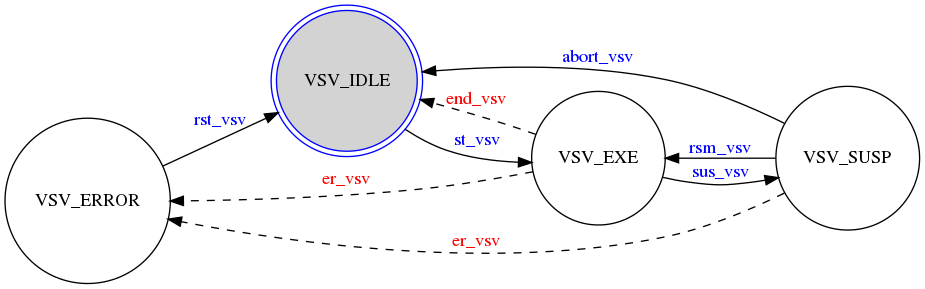 abort_vsv
VSV_IDLE
end_vsv
rst_vsv
st_vsv
rsm_vsv
VSV_EXE
VSV_SUSP
sus_vsv
er_vsv
VSV_ERROR
er_vsv